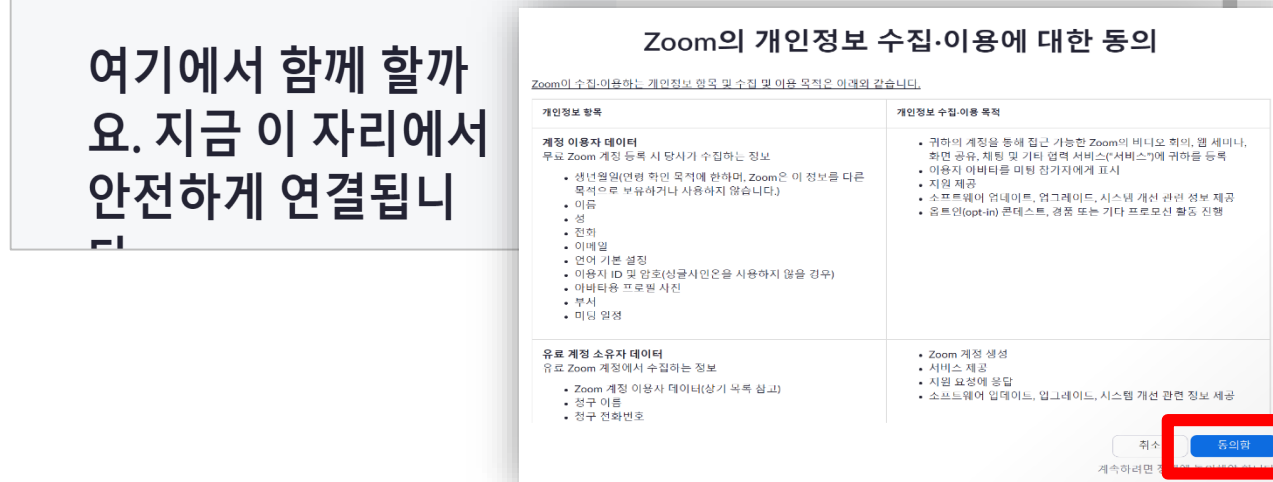 여기에서 함께 할까
요. 지금 이 자리에서
안전하게 연결됩니
Zoom의 개인정보 수집·이용에 대한 동의
Zoom이 수집·이용하는 개인정보 항목 및 수집 및 이용 목적은 아래와 같습니다.
개인정보 항목
개인정보 수집·이용 목적
계정 이용자 데이터
무료 Zoom 계정 등록 시 당사가 수집하는 정보
• 생년월일(연령 확인 목적에 한하며, Zoom은 이 정보를 다른
목적으로 보유하거나 사용하지 않습니다.)
• 이름
• 성
• 전화
• 이메일
• 언어 기본 설정
• 이용자 ID 및 암호(싱글사인온을 사용하지 않을 경우)
• 아바타용 프로필 사진
• 부서
• 미팅 일정
• 귀하의 계정을 통해 접근 가능한 Zoom의 비디오 회의, 웹 세미나,
화면 공유, 채팅 및 기타 협력 서비스("서비스")에 귀하를 등록
• 이용자 아바타를 미팅 참가자에게 표시
• 지원 제공
• 소프트웨어 업데이트, 업그레이드, 시스템 개선 관련 정보 제공
• 옵트인(opt-in) 콘테스트, 경품 또는 기타 프로모션 활동 진행
유료 계정 소유자 데이터
유료 Zoom 계정에서 수집하는 정보
• Zoom 계정 이용자 데이터(상기 목록 참고)
• 청구 이름
• 청구 전화번호
• Zoom 계정 생성
• 서비스 제공
• 지원 요청에 응답
• 소프트웨어 업데이트, 업그레이드, 시스템 개선 관련 정보 제공
취소
동의함
계속하려면